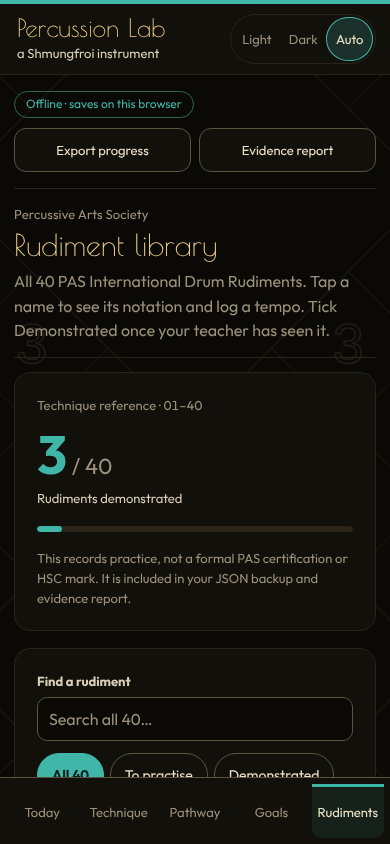 Percussion Lab
a Shmungfroi instrument
Light
Dark
Auto
Offline · saves on this browser
Export progress
Evidence report
Percussive Arts Society
Rudiment library
All 40 PAS International Drum Rudiments. Tap a
name to see its notation and log a tempo. Tick
Demonstrated once your teacher has seen it.
3
3
Technique reference · 01–40
3 / 40
Rudiments demonstrated
This records practice, not a formal PAS certification or
HSC mark. It is included in your JSON backup and
evidence report.
Find a rudiment
Search all 40…
All 40
To practise
Demonstrated
Today
Technique
Pathway
Goals
Rudiments